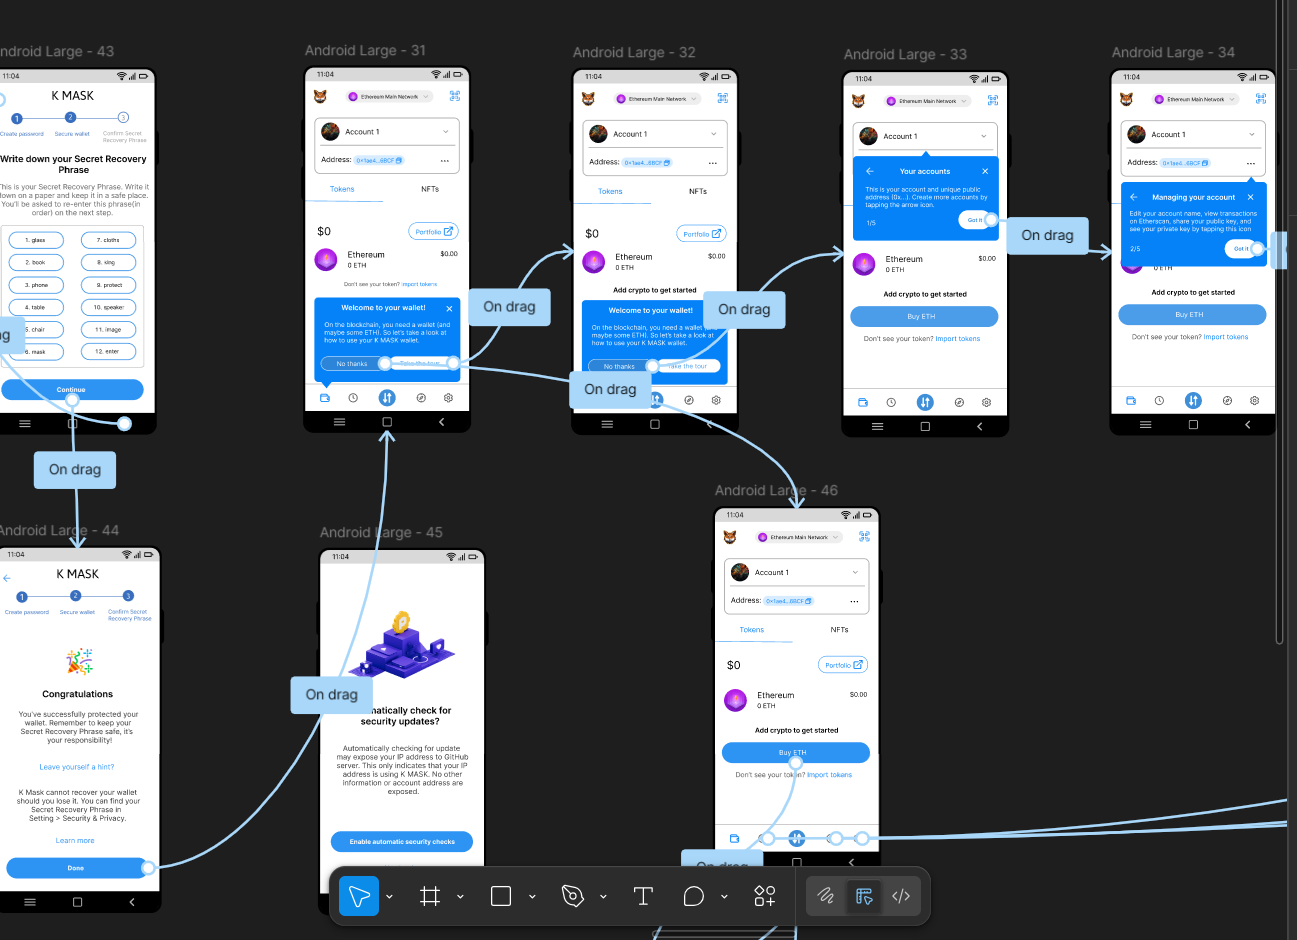 Android Large - 43
11:04
K MASK
1
2
3
Create password
Secure wallet
Confirm Secret
Recovery Phrase
Write down your Secret Recovery
Phrase
This is your Secret Recovery Phrase. Write it
down on a paper and keep it in a safe place.
You'll be asked to re-enter this phrase(in
order) on the next step.
1. glass
7. cloths
2. book
8. king
3. phone
9. protect
4. table
10. speaker
5. chair
11. image
6. mask
12. enter
Continue
On drag
Android Large - 31
11:04
Ethereum Main Network
Account 1
Address:
0x1ae4...6BCF
...
Tokens
NFTs
$0
Portfolio
Ethereum
$0.00
0 ETH
Don't see your token? Import tokens
Welcome to your wallet!
On the blockchain, you need a wallet (and
maybe some ETH). So let's take a look at
how to use your K MASK wallet.
No thanks
Take the tour
On drag
Android Large - 32
11:04
Ethereum Main Network
Account 1
Address:
0x1ae4...6BCF
...
Tokens
NFTs
$0
Portfolio
Ethereum
$0.00
0 ETH
Add crypto to get started
Welcome to your wallet!
On the blockchain, you need a wallet (and
maybe some ETH). So let's take a look at
how to use your K MASK wallet.
No thanks
Take the tour
On drag
On drag
Android Large - 33
11:04
Ethereum Main Network
Account 1
Your accounts
This is your account and unique public
address (0x...). Create more accounts by
tapping the arrow icon.
1/5
Got it
Ethereum
$0.00
0 ETH
Add crypto to get started
Buy ETH
Don't see your token? Import tokens
On drag
Android Large - 34
11:04
Ethereum Main Network
Account 1
Address:
0x1ae4...6BCF
...
Managing your account
Edit your account name, view transactions
on Etherscan, share your public key, and
see your private key by tapping this icon
2/5
Got it
0 ETH
Add crypto to get started
Buy ETH
Don't see your token? Import tokens
Android Large - 44
11:04
K MASK
1
2
3
Create password
Secure wallet
Confirm Secret
Recovery Phrase
Congratulations
You've successfully protected your
wallet. Remember to keep your
Secret Recovery Phrase safe, it's
your responsibility!
Leave yourself a hint?
K Mask cannot recover your wallet
should you lose it. You can find your
Secret Recovery Phrase in
Setting > Security & Privacy.
Learn more
Done
On drag
Android Large - 45
11:04
security updates?
Automatically checking for update
may expose your IP address to GitHub
server. This only indicates that your IP
address is using K MASK. No other
information or account address are
exposed.
Enable automatic security checks
Android Large - 46
11:04
Ethereum Main Network
Account 1
Address:
0x1ae4...6BCF
...
Tokens
NFTs
$0
Portfolio
Ethereum
$0.00
0 ETH
Add crypto to get started
Buy ETH
Don't see your token? Import tokens
On drag